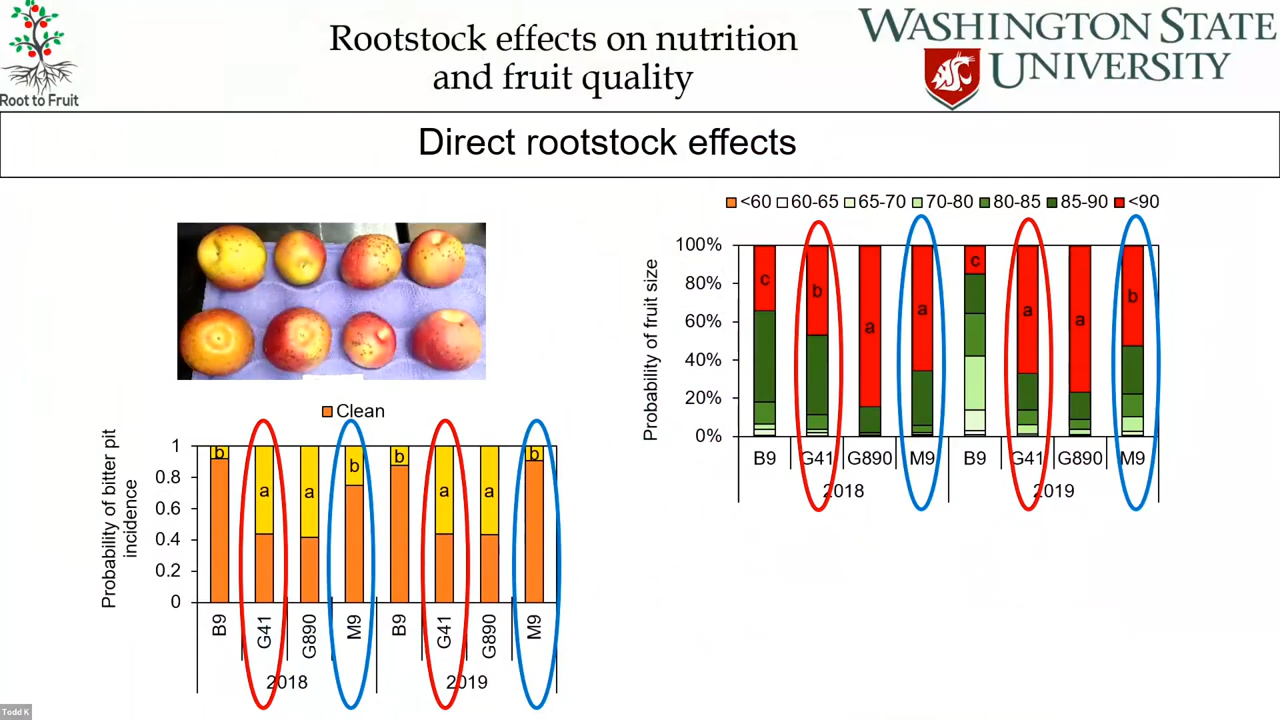 Root to Fruit
Rootstock effects on nutrition
and fruit quality
WASHINGTON STATE
UNIVERSITY
Direct rootstock effects
<60 60-65 65-70 70-80 80-85 85-90 <90
Probability of fruit size
100%
80%
60%
40%
20%
0%
c b a a c a a b
B9 G41 G890 M9 B9 G41 G890 M9
2018 2019
Clean
Probability of bitter pit
incidence
1
0.8
0.6
0.4
0.2
0
b a a b b a a b
B9 G41 G890 M9 B9 G41 G890 M9
2018 2019
Todd K